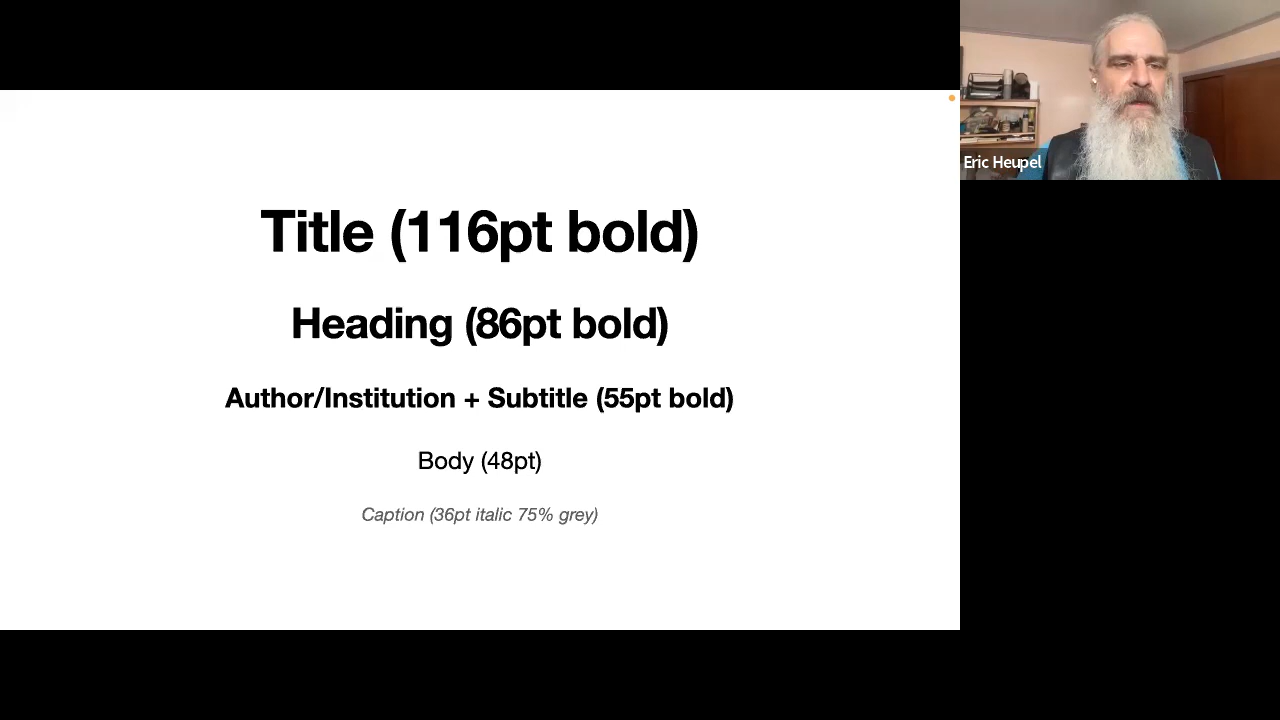 Title (116pt bold)
Heading (86pt bold)
Author/Institution + Subtitle (55pt bold)
Body (48pt)
Caption (36pt italic 75% grey)
Eric Heupel